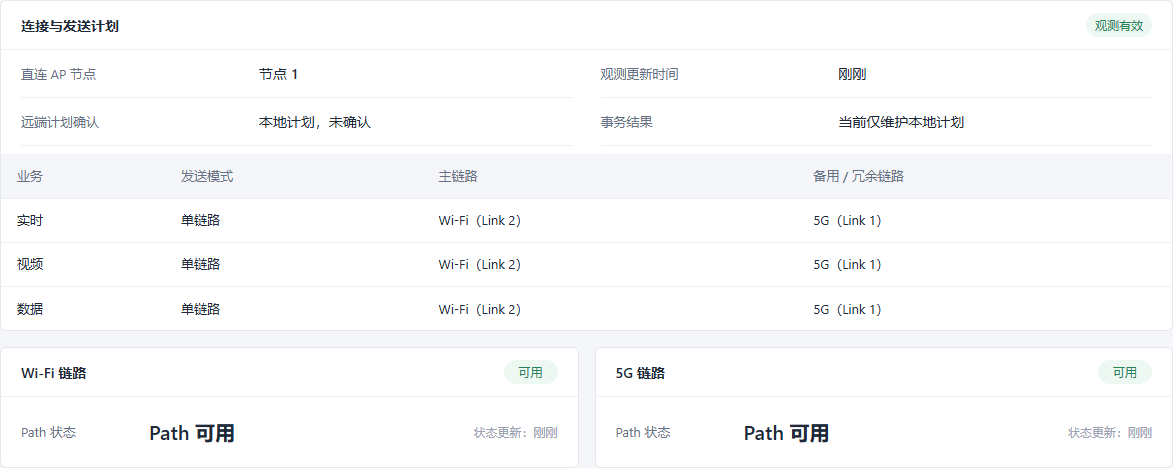 连接与发送计划 观测有效
直连 AP 节点 节点 1 观测更新时间 刚刚
远端计划确认 本地计划，未确认 事务结果 当前仅维护本地计划
业务 发送模式 主链路 备用 / 冗余链路
实时 单链路 Wi-Fi（Link 2） 5G（Link 1）
视频 单链路 Wi-Fi（Link 2） 5G（Link 1）
数据 单链路 Wi-Fi（Link 2） 5G（Link 1）
Wi-Fi 链路 可用 5G 链路 可用
Path 状态 Path 可用 状态更新：刚刚 Path 状态 Path 可用 状态更新：刚刚